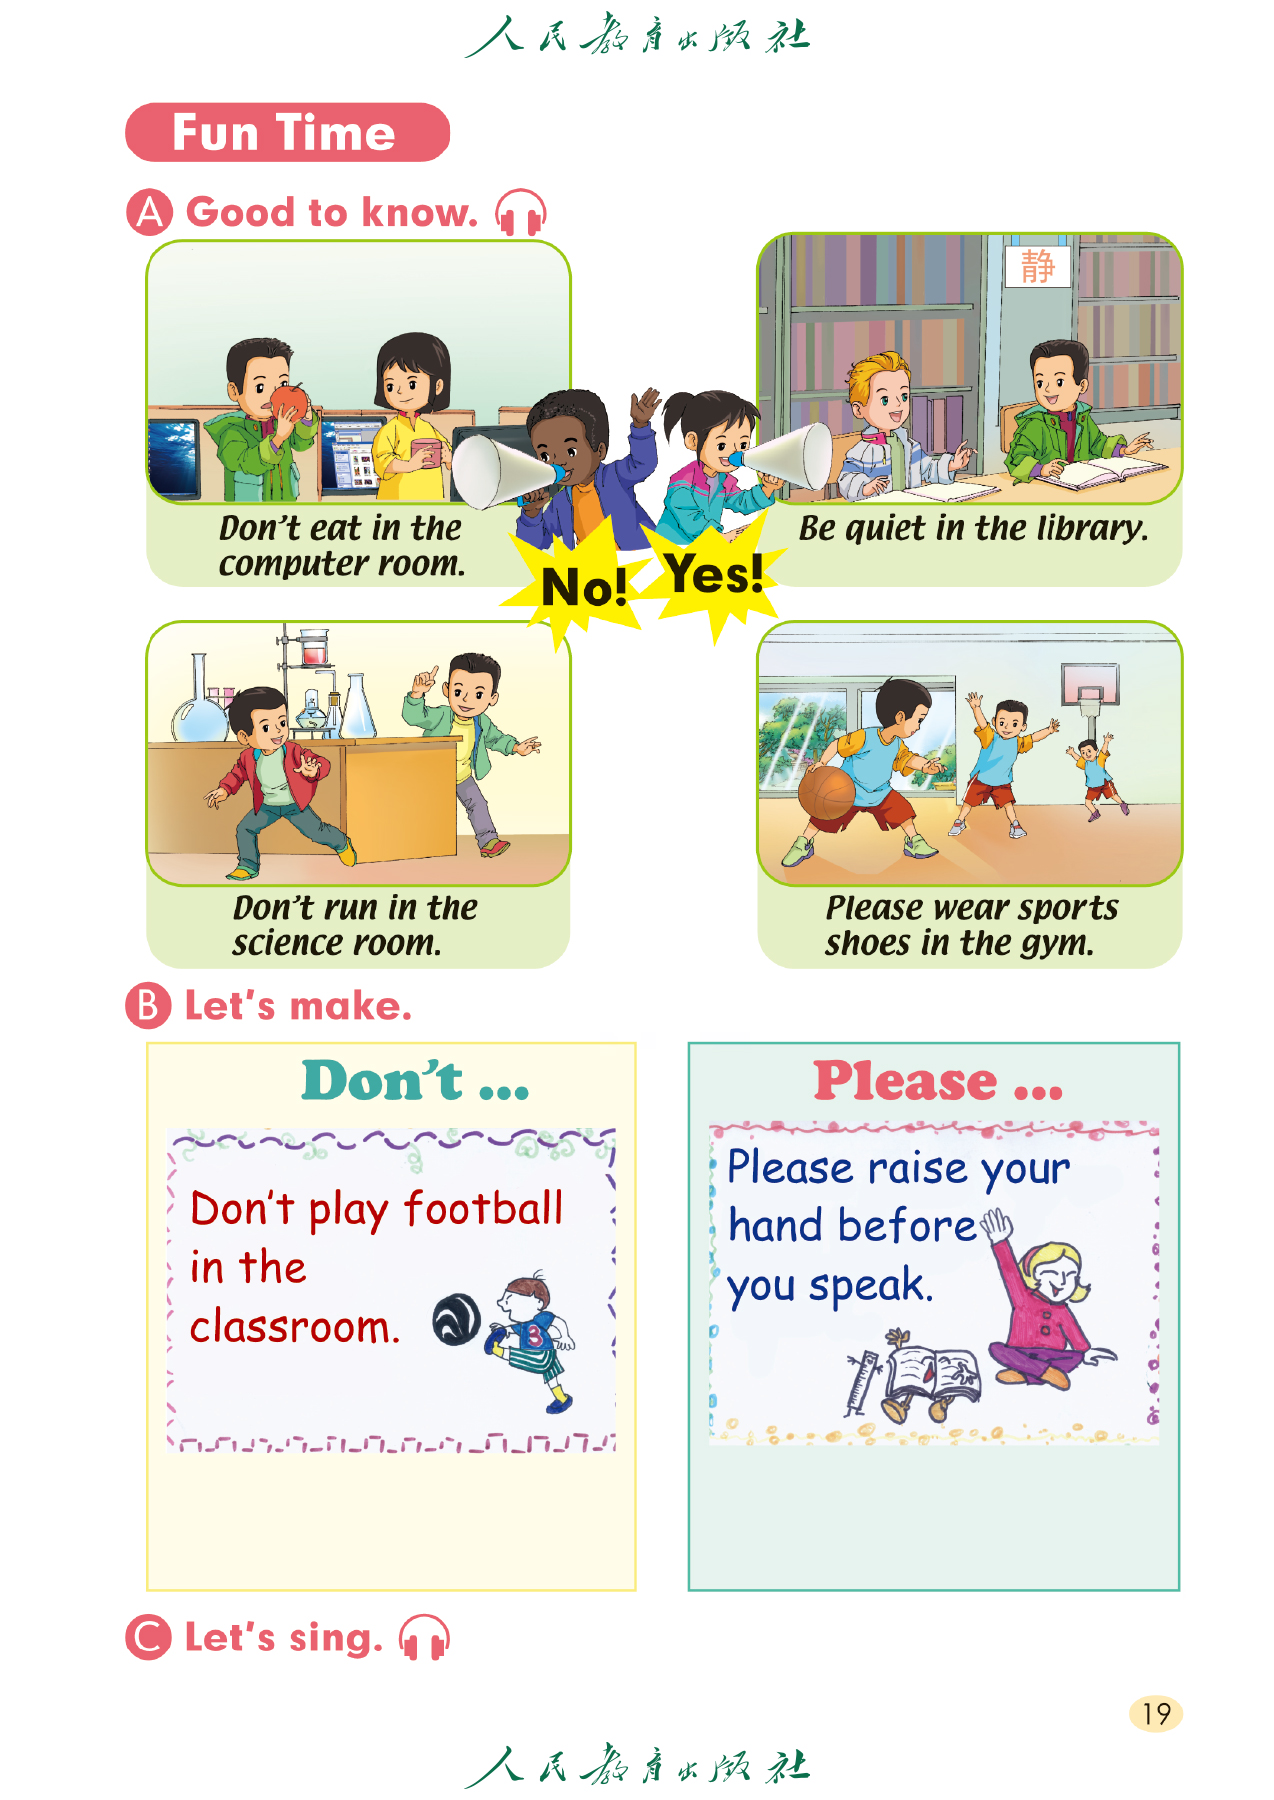 人民教育出版社
Fun Time
A Good to know.
静
Don't eat in the
computer room.
No!
Yes!
Be quiet in the library.
Don't run in the
science room.
Please wear sports
shoes in the gym.
B Let's make.
Don't ...
Don't play football
in the
classroom.
3
Please ...
Please raise your
hand before
you speak.
C Let's sing.
19
人民教育出版社